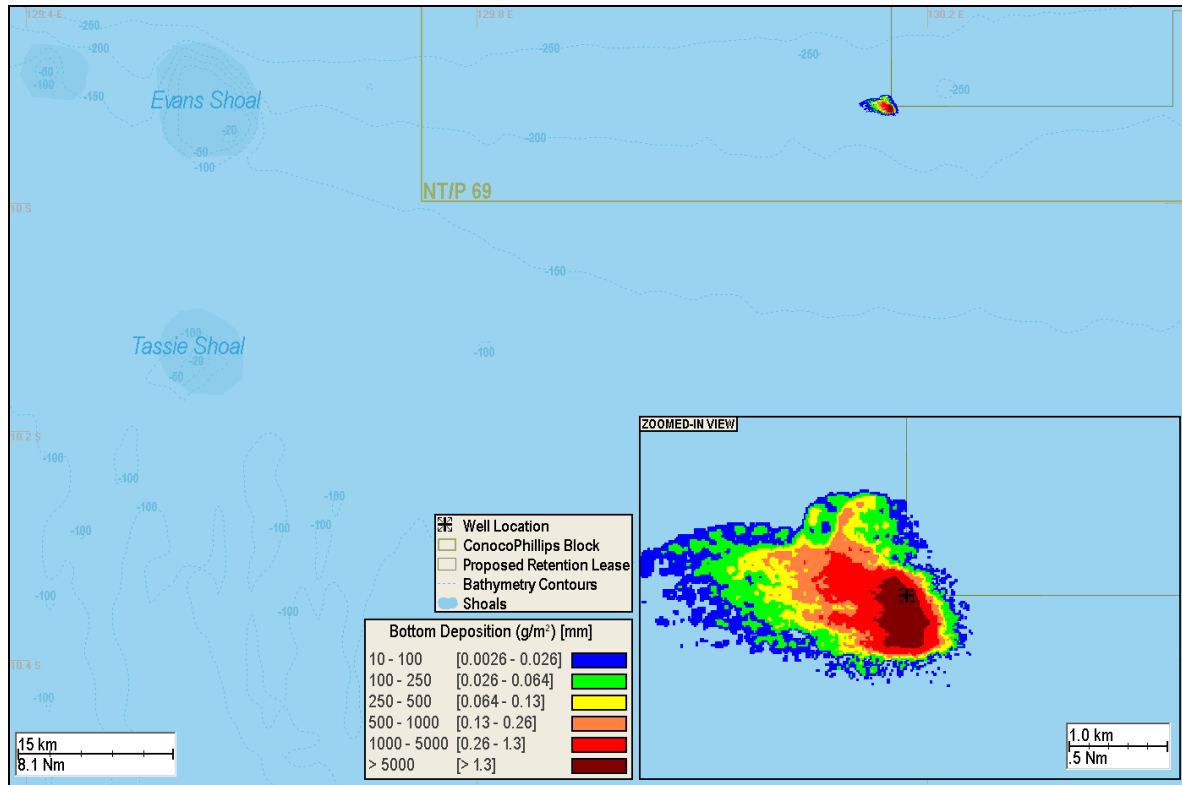 129.4 E
129.8 E
130.2 E
-250
-200
-50
-100
-150
Evans Shoal
-20
-50
-100
-250
-250
-250
-200
NT/P 69
10 S
-150
-100
Tassie Shoal
-20
-50
-100
10.2 S
-100
-100
-100
-100
-100
-100
-100
-100
-100
10.4 S
-100
ZOOMED-IN VIEW
Well Location
ConocoPhillips Block
Proposed Retention Lease
Bathymetry Contours
Shoals
Bottom Deposition (g/m²) [mm]
10 - 100 [0.0026 - 0.026]
100 - 250 [0.026 - 0.064]
250 - 500 [0.064 - 0.13]
500 - 1000 [0.13 - 0.26]
1000 - 5000 [0.26 - 1.3]
> 5000 [> 1.3]
15 km
8.1 Nm
1.0 km
.5 Nm